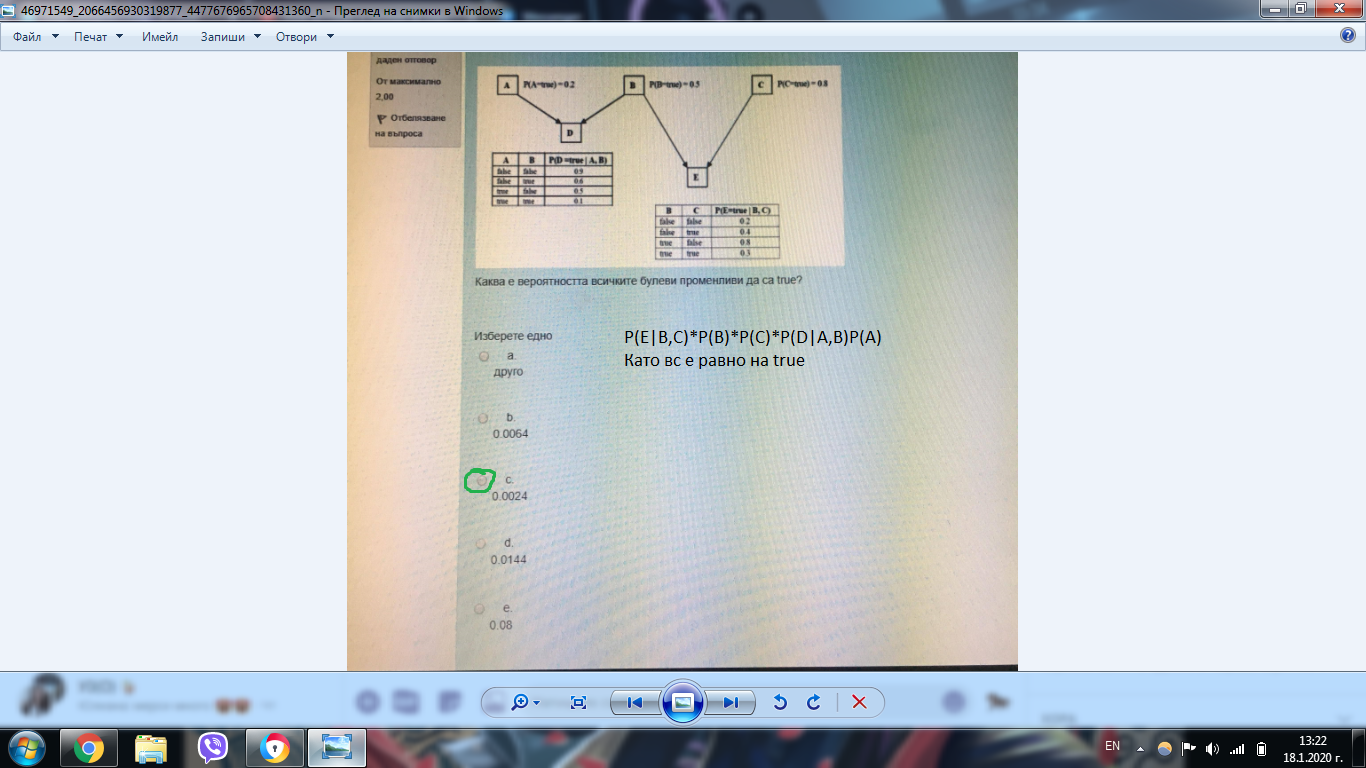 46971549_2066456930319877_4477676965708431360_n - Преглед на снимки в Windows
Файл Печат Имейл Запиши Отвори
даден отговор
От максимално
2,00
Отбелязване
на въпроса
A P(A=true) = 0.2 B P(B=true) = 0.5 C P(C=true) = 0.8
D
A B P(D=true | A, B)
false false 0.9
false true 0.6
true false 0.5
true true 0.1
E
B C P(E=true | B, C)
false false 0.2
false true 0.4
true false 0.8
true true 0.3
Каква е вероятността всичките булеви променливи да са true?
Изберете едно
P(E|B,C)*P(B)*P(C)*P(D|A,B)P(A)
Като вс е равно на true
a.
друго
b.
0.0064
c.
0.0024
d.
0.0144
e.
0.08
EN
13:22
18.1.2020 г.